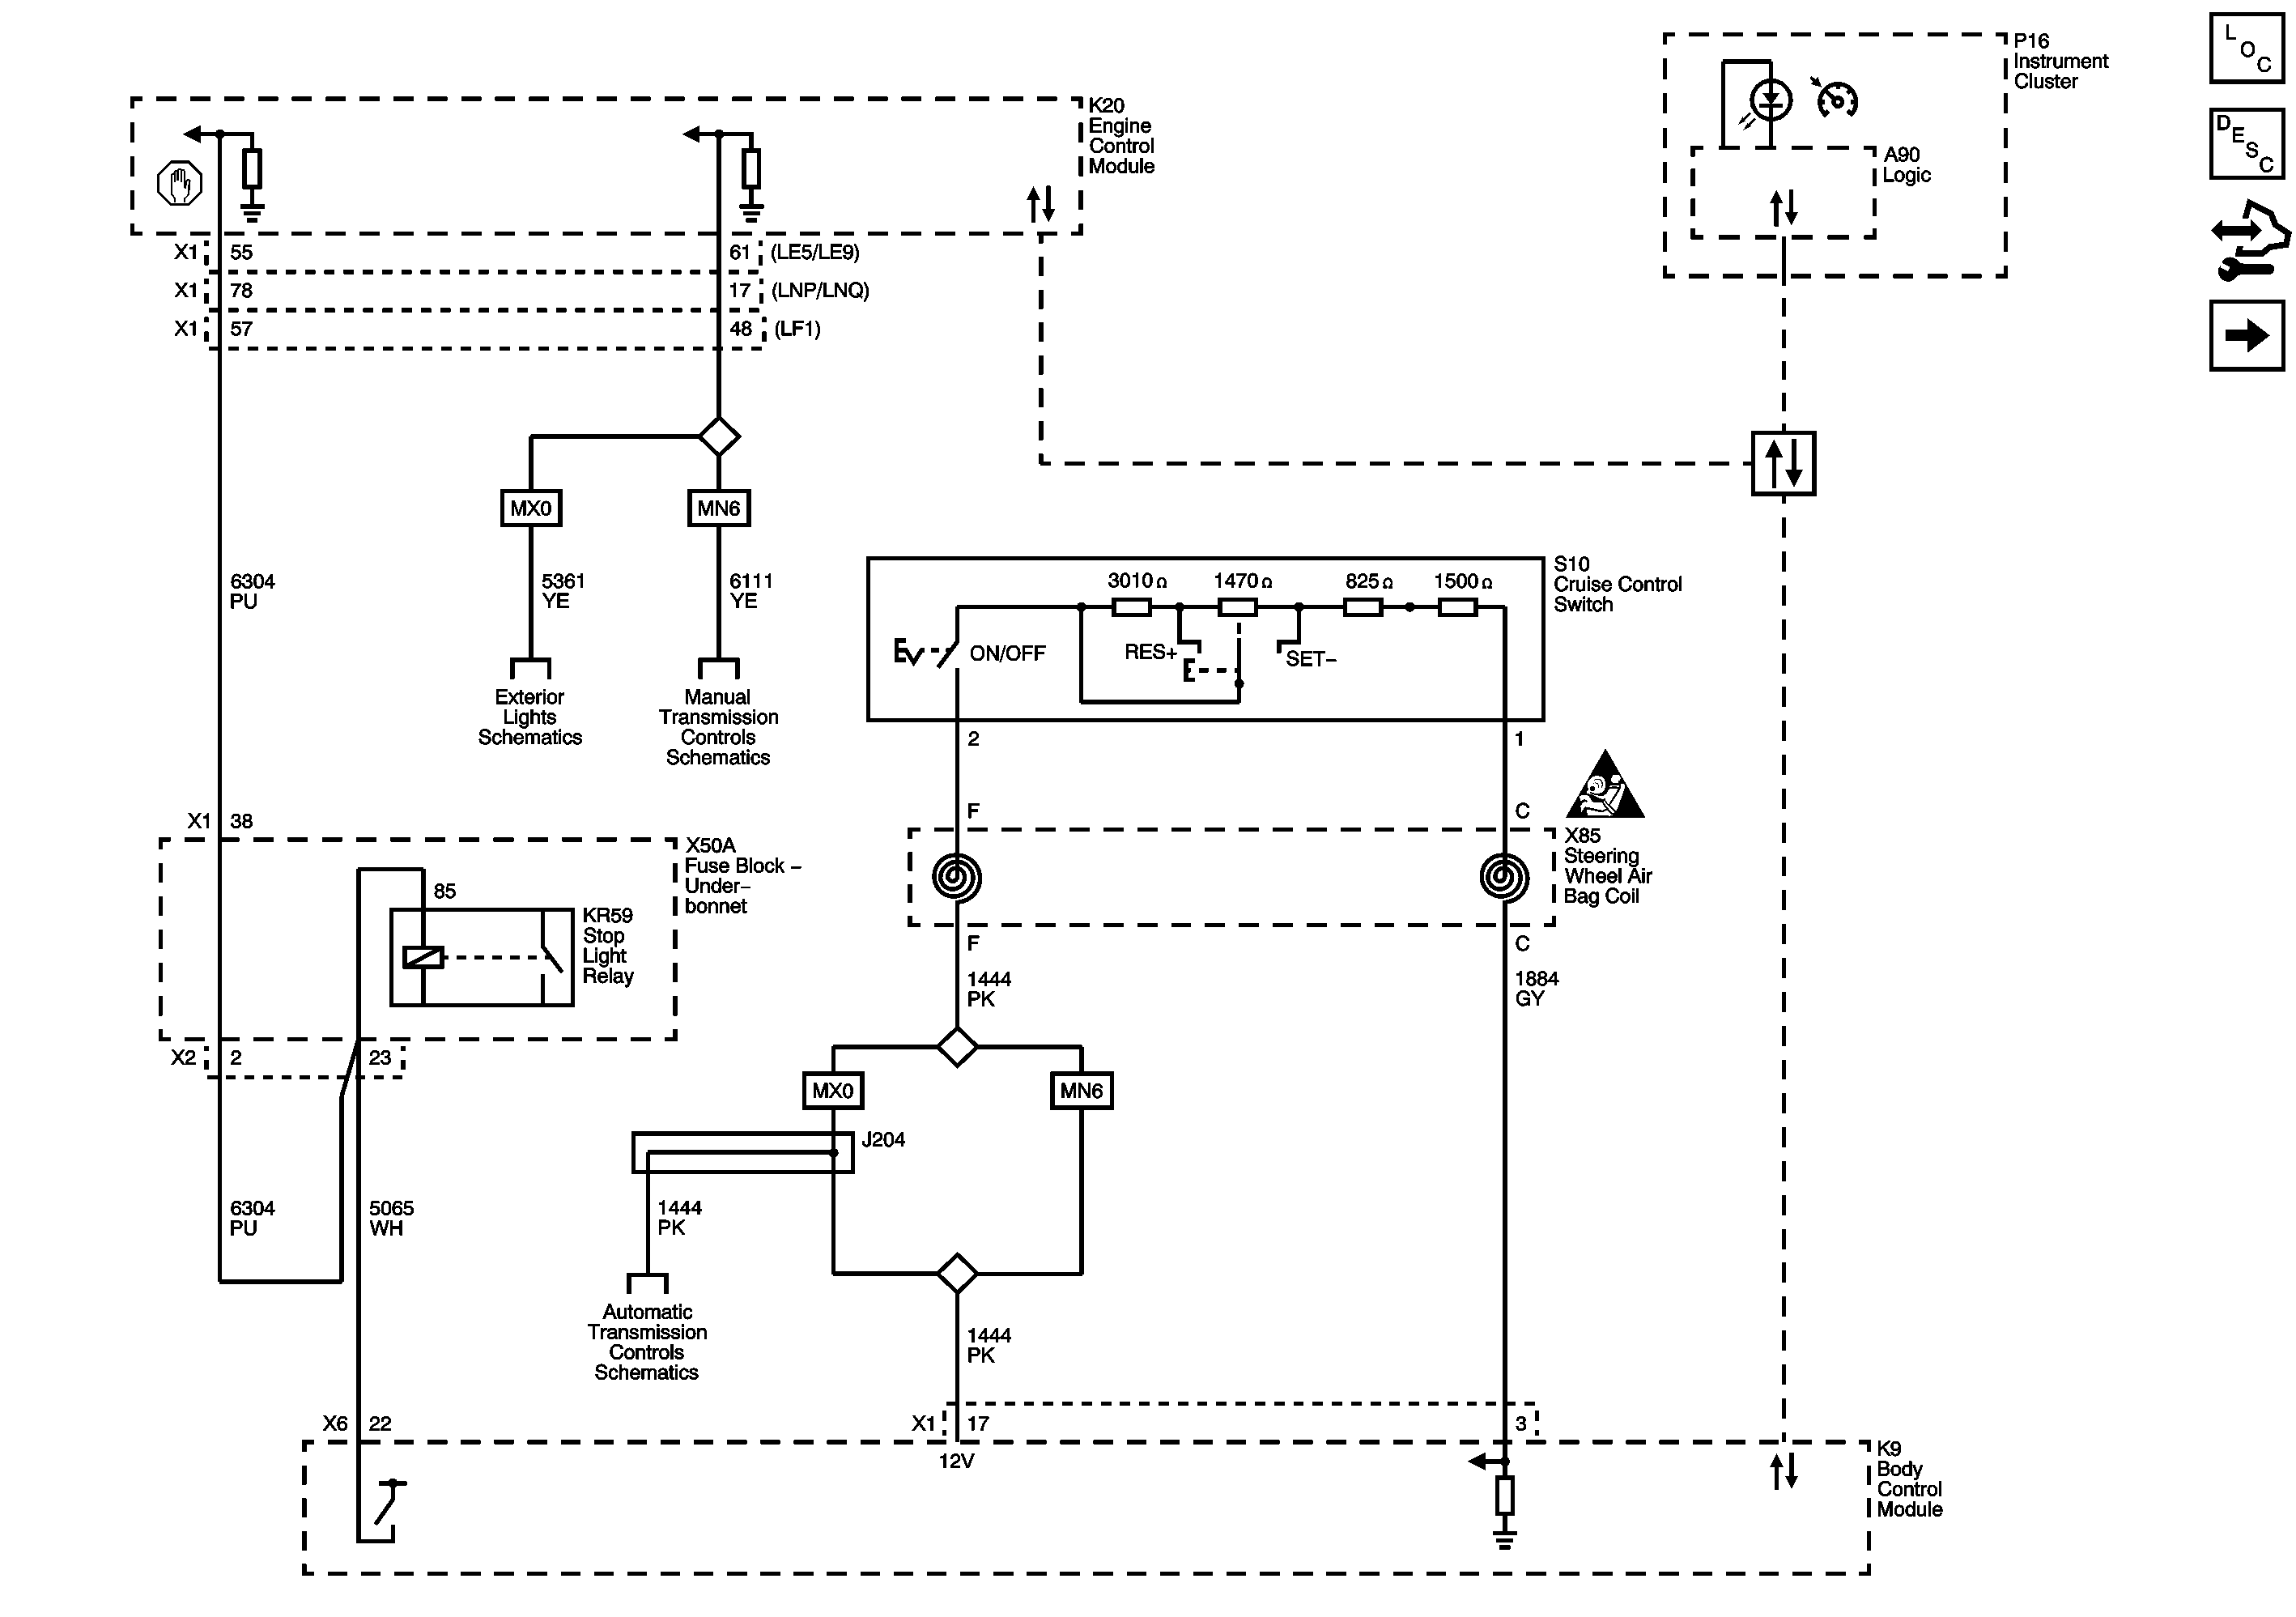 P16
Instrument
Cluster
A90
Logic
L
O
C
D
E
S
C
K20
Engine
Control
Module
X1 55 61 (LE5/LE9)
X1 78 17 (LNP/LNQ)
X1 57 48 (LF1)
MX0 MN6
6304
PU
5361
YE
6111
YE
Exterior
Lights
Schematics
Manual
Transmission
Controls
Schematics
S10
Cruise Control
Switch
3010Ω 1470Ω 825Ω 1500Ω
ON/OFF
RES+
SET–
2 1
F C
X85
Steering
Wheel Air
Bag Coil
F C
1444
PK
1884
GY
X1 38
X50A
Fuse Block –
Under–
bonnet
85
KR59
Stop
Light
Relay
X2 2 23
MX0 MN6
J204
6304
PU
5065
WH
1444
PK
Automatic
Transmission
Controls
Schematics
1444
PK
X6 22 X1 17 3
12V
K9
Body
Control
Module